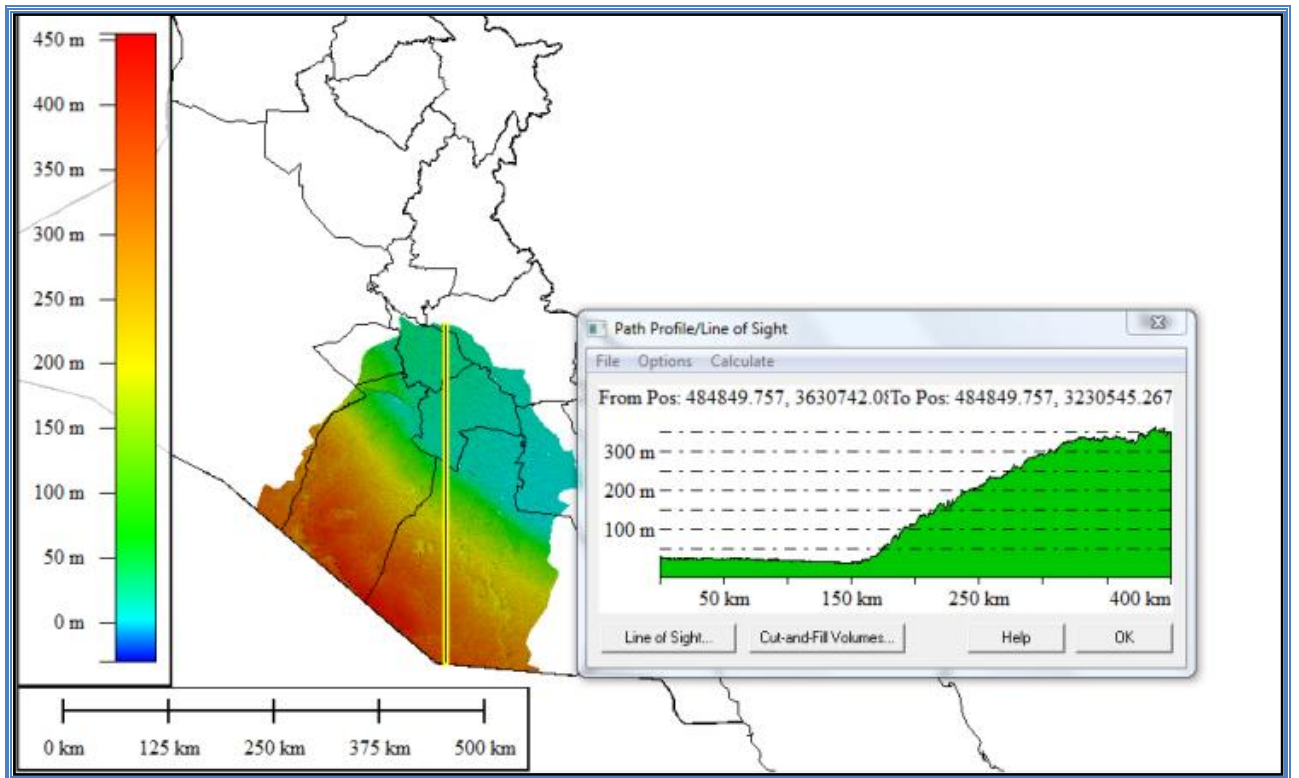 450 m
400 m
350 m
300 m
250 m
200 m
150 m
100 m
50 m
0 m
0 km 125 km 250 km 375 km 500 km
Path Profile/Line of Sight
File Options Calculate
From Pos: 484849.757, 3630742.08 To Pos: 484849.757, 3230545.267
300 m
200 m
100 m
50 km 150 km 250 km 400 km
Line of Sight... Cut-and-Fill Volumes... Help OK